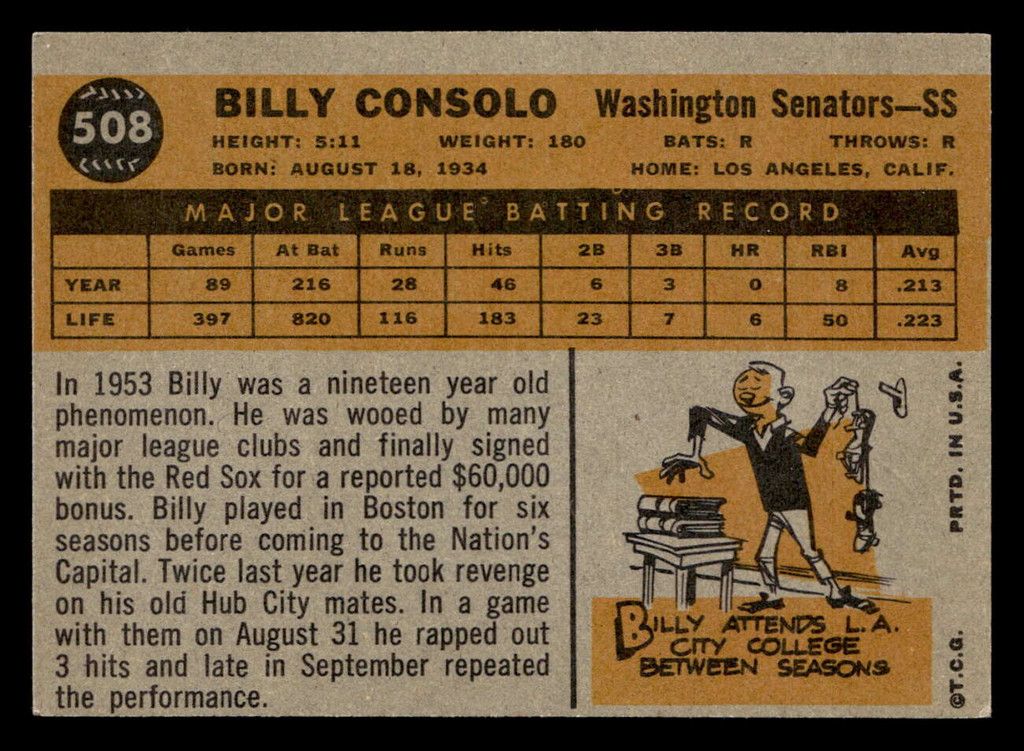 508
BILLY CONSOLO Washington Senators—SS
HEIGHT: 5:11 WEIGHT: 180 BATS: R THROWS: R
BORN: AUGUST 18, 1934 HOME: LOS ANGELES, CALIF.
MAJOR LEAGUE BATTING RECORD
Games At Bat Runs Hits 2B 3B HR RBI Avg
YEAR 89 216 28 46 6 3 0 8 .213
LIFE 397 820 116 183 23 7 6 50 .223
In 1953 Billy was a nineteen year old
phenomenon. He was wooed by many
major league clubs and finally signed
with the Red Sox for a reported $60,000
bonus. Billy played in Boston for six
seasons before coming to the Nation's
Capital. Twice last year he took revenge
on his old Hub City mates. In a game
with them on August 31 he rapped out
3 hits and late in September repeated
the performance.
BILLY ATTENDS L.A.
CITY COLLEGE
BETWEEN SEASONS
©T.C.G. PRTD. IN U.S.A.